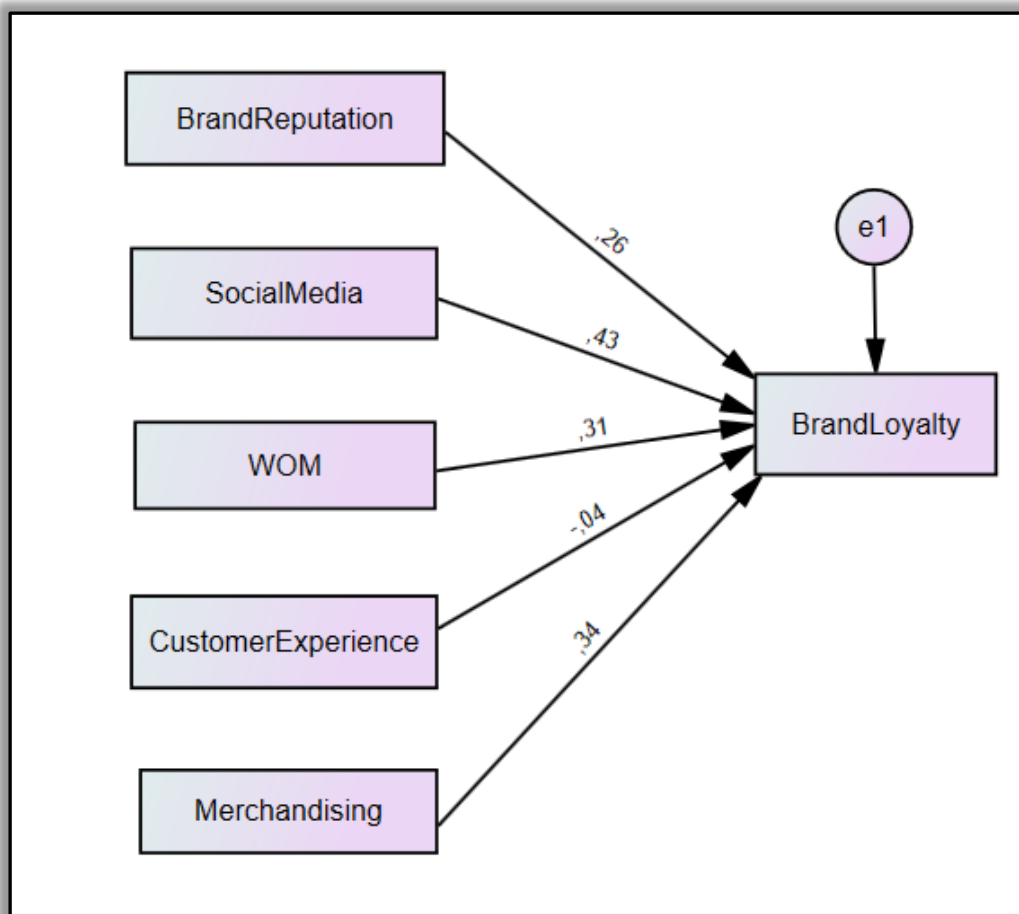 BrandReputation
,26
e1
SocialMedia
,43
BrandLoyalty
WOM
,31
-,04
CustomerExperience
,34
Merchandising